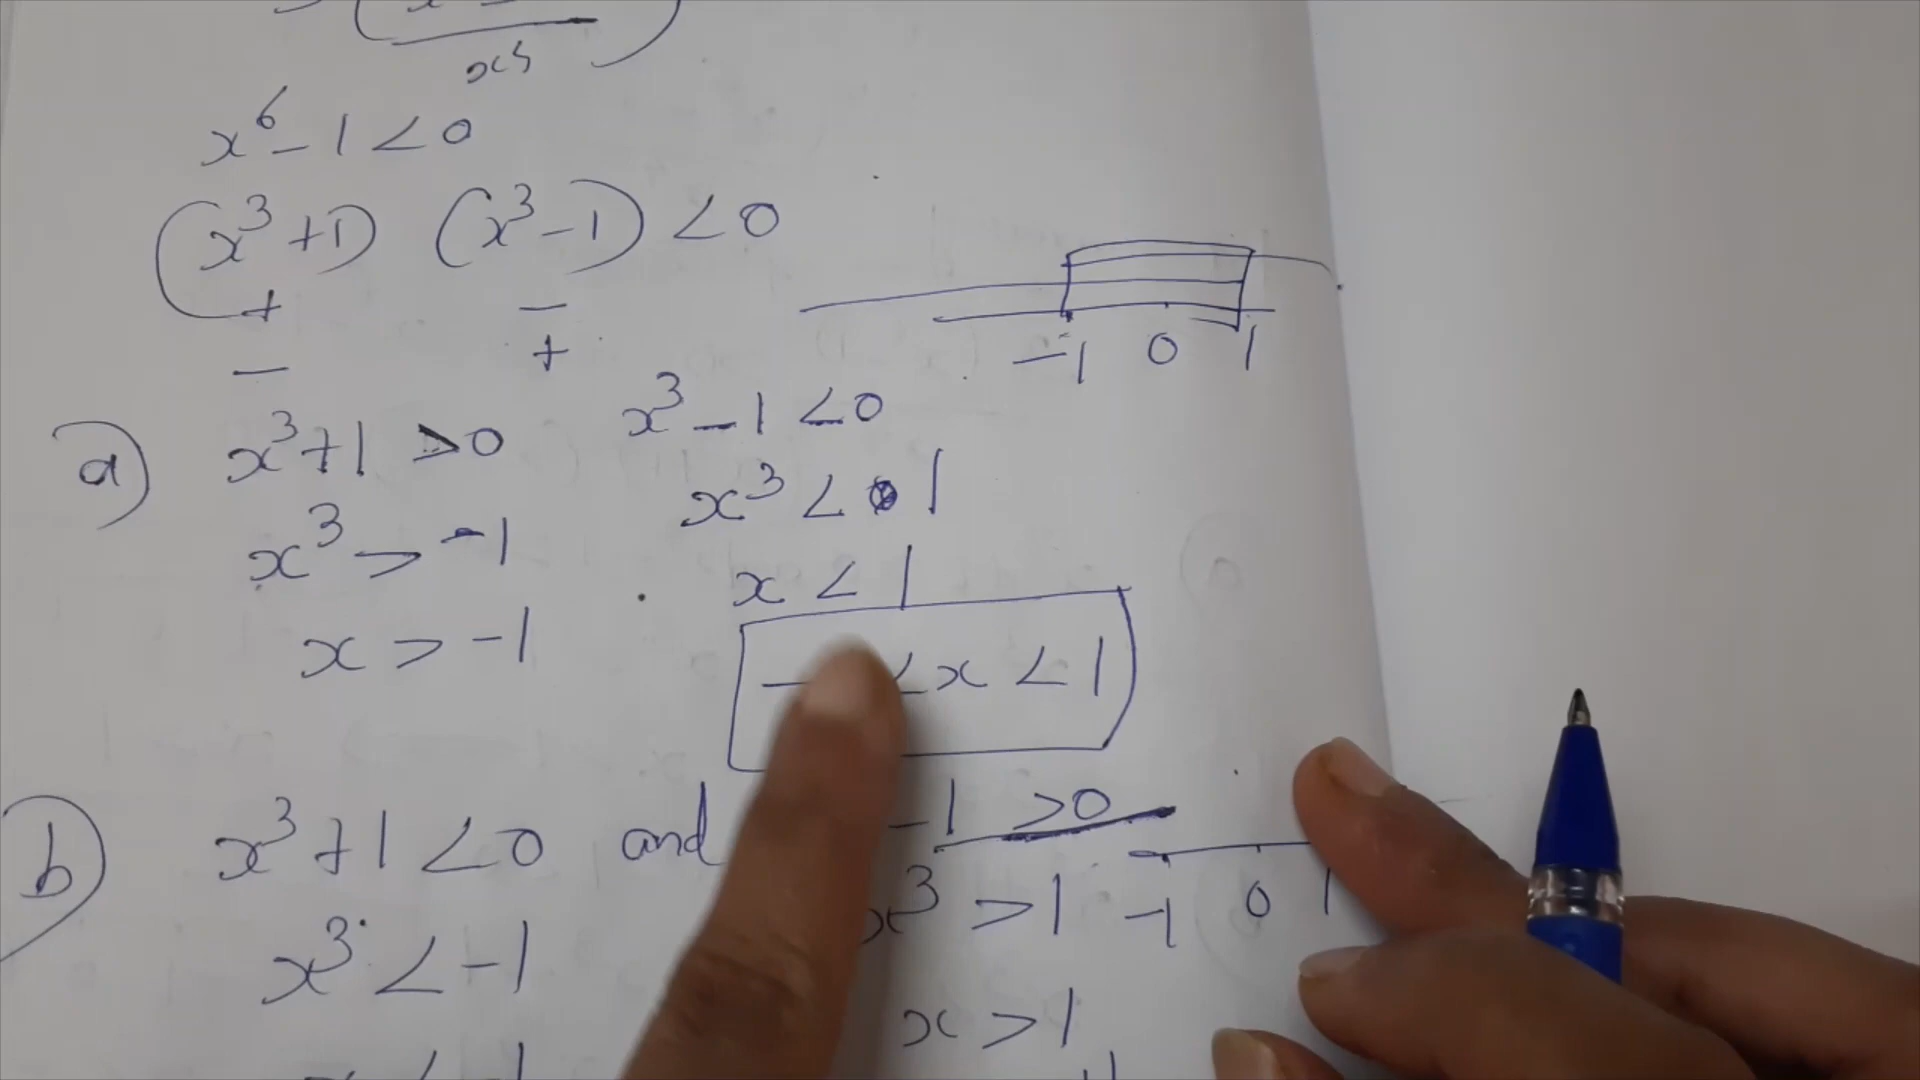 x⁴
x⁶ - 1 < 0
(x³ + 1) (x³ - 1) < 0
+ -
- +
-1 0 1
a) x³ + 1 > 0 x³ - 1 < 0
x³ > -1 x³ < 1
x > -1 x < 1
< x < 1
b) x³ + 1 < 0 and - 1 > 0
x³ < -1 x³ > 1 -1 0 1
x > 1